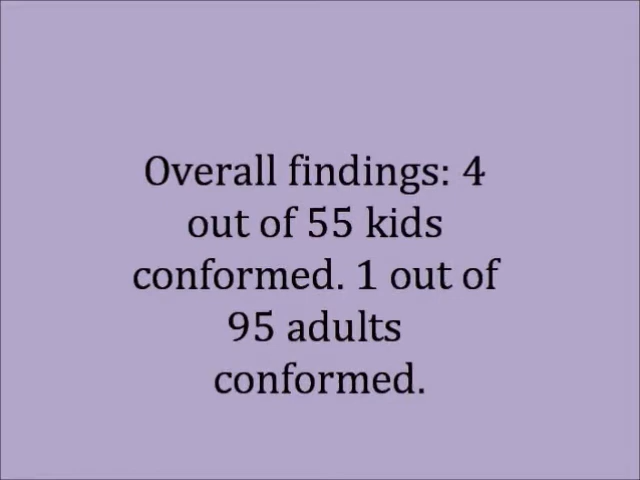 Overall findings: 4
out of 55 kids
conformed. 1 out of
95 adults
conformed.